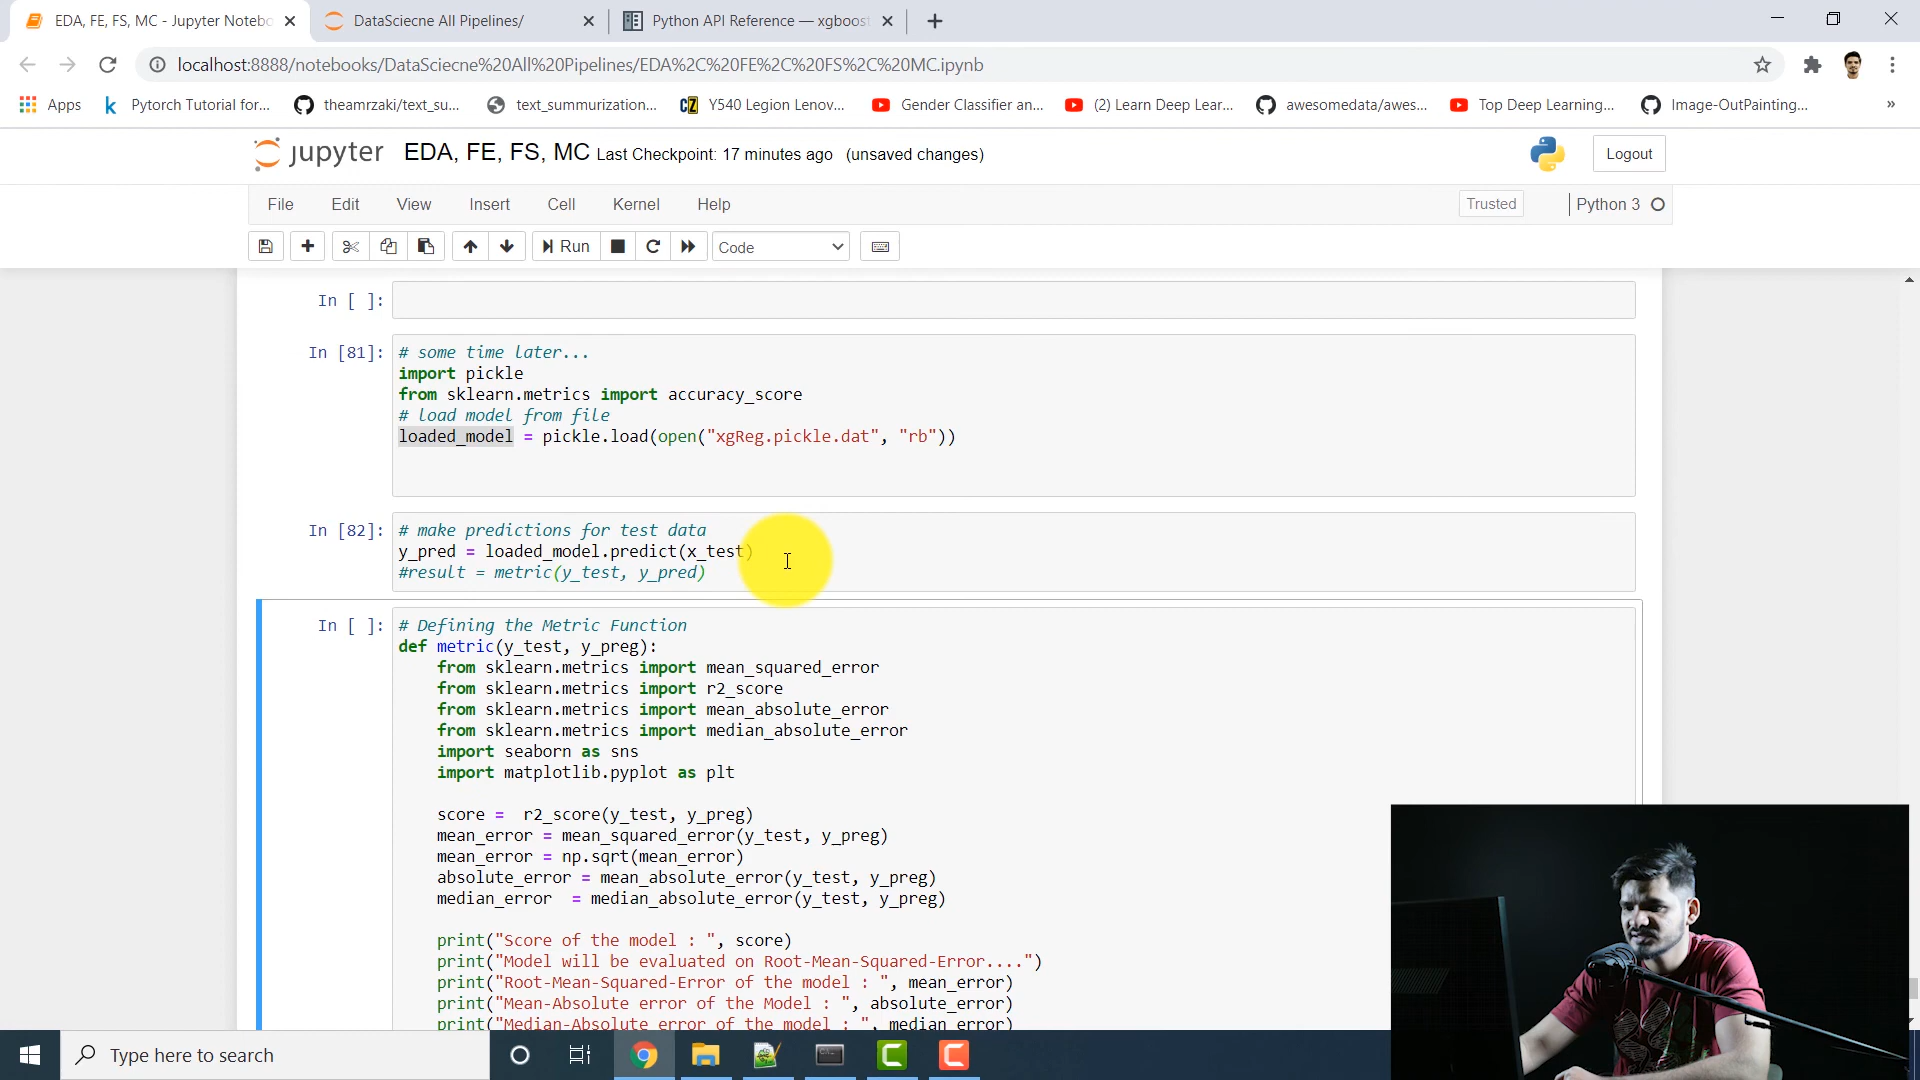 EDA, FE, FS, MC - Jupyter Notebo
DataSciecne All Pipelines/
Python API Reference — xgboost
localhost:8888/notebooks/DataSciecne%20All%20Pipelines/EDA%2C%20FE%2C%20FS%2C%20MC.ipynb
Apps
Pytorch Tutorial for...
theamrzaki/text_su...
text_summurization...
Y540 Legion Lenov...
Gender Classifier an...
(2) Learn Deep Lear...
awesomedata/awes...
Top Deep Learning...
Image-OutPainting...
»
jupyter EDA, FE, FS, MC Last Checkpoint: 17 minutes ago (unsaved changes)
Logout
File Edit View Insert Cell Kernel Help
Trusted
Python 3
Run
Code
In [ ]:
In [81]: # some time later...
import pickle
from sklearn.metrics import accuracy_score
# load model from file
loaded_model = pickle.load(open("xgReg.pickle.dat", "rb"))
In [82]: # make predictions for test data
y_pred = loaded_model.predict(x_test)
#result = metric(y_test, y_pred)
In [ ]: # Defining the Metric Function
def metric(y_test, y_preg):
from sklearn.metrics import mean_squared_error
from sklearn.metrics import r2_score
from sklearn.metrics import mean_absolute_error
from sklearn.metrics import median_absolute_error
import seaborn as sns
import matplotlib.pyplot as plt
score = r2_score(y_test, y_preg)
mean_error = mean_squared_error(y_test, y_preg)
mean_error = np.sqrt(mean_error)
absolute_error = mean_absolute_error(y_test, y_preg)
median_error = median_absolute_error(y_test, y_preg)
print("Score of the model : ", score)
print("Model will be evaluated on Root-Mean-Squared-Error....")
print("Root-Mean-Squared-Error of the model : ", mean_error)
print("Mean-Absolute error of the Model : ", absolute_error)
print("Median-Absolute error of the model : ", median_error)
Type here to search